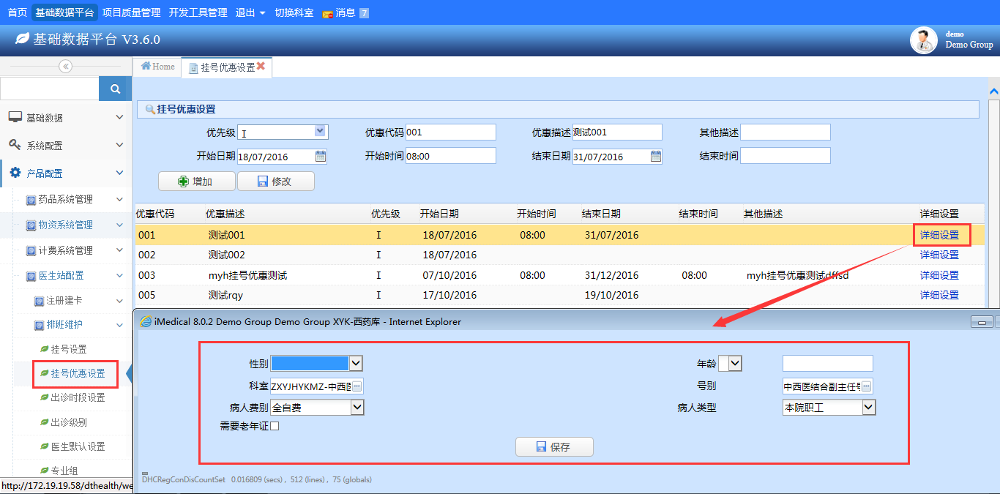 首页 基础数据平台 项目质量管理 开发工具管理 退出 切换科室 消息 7
基础数据平台 V3.6.0
demo
Demo Group
Home 挂号优惠设置
基础数据
系统配置
产品配置
药品系统管理
物资系统管理
计费系统管理
医生站配置
注册建卡
排班维护
挂号设置
挂号优惠设置
出诊时段设置
出诊级别
医生默认设置
专业组
http://172.19.19.58/dthealth/we
挂号优惠设置
优先级 I 优惠代码 001 优惠描述 测试001 其他描述
开始日期 18/07/2016 开始时间 08:00 结束日期 31/07/2016 结束时间
增加 修改
优惠代码 优惠描述 优先级 开始日期 开始时间 结束日期 结束时间 其他描述 详细设置
001 测试001 I 18/07/2016 08:00 31/07/2016 详细设置
002 测试002 I 18/07/2016 详细设置
003 myh挂号优惠测试 I 07/10/2016 08:00 31/12/2016 08:00 myh挂号优惠测试dffsd 详细设置
005 测试rqy I 17/10/2016 19/10/2016 详细设置
iMedical 8.0.2 Demo Group Demo Group XYK-西药库 - Internet Explorer
性别 年龄
科室 ZXYJHYKMZ-中西医 号别 中西医结合副主任号
病人费别 全自费 病人类型 本院职工
需要老年证
保存
DHCRegConDisCountSet 0.016809 (secs) , 512 (lines) , 75 (globals)